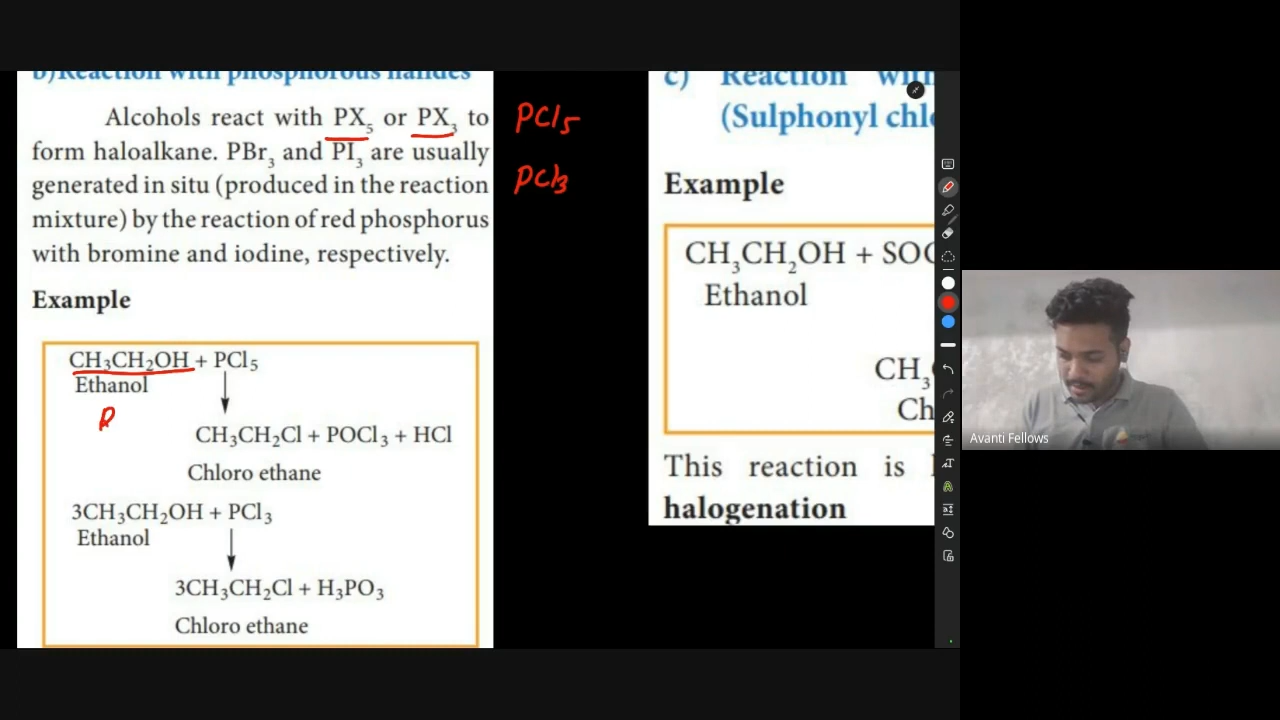 b)Reaction with phosphorous halides
Alcohols react with PX₅ or PX₃ to
form haloalkane. PBr₃ and PI₃ are usually
generated in situ (produced in the reaction
mixture) by the reaction of red phosphorus
with bromine and iodine, respectively.
Example
CH₃CH₂OH + PCl₅
Ethanol
R
CH₃CH₂Cl + POCl₃ + HCl
Chloro ethane
3CH₃CH₂OH + PCl₃
Ethanol
3CH₃CH₂Cl + H₃PO₃
Chloro ethane
PCl₅
PCl₃
c) Reaction
(Sulphonyl
Example
CH₃CH₂OH + SO
Ethanol
CH₃
Ch
This reaction is
halogenation
Avanti Fellows